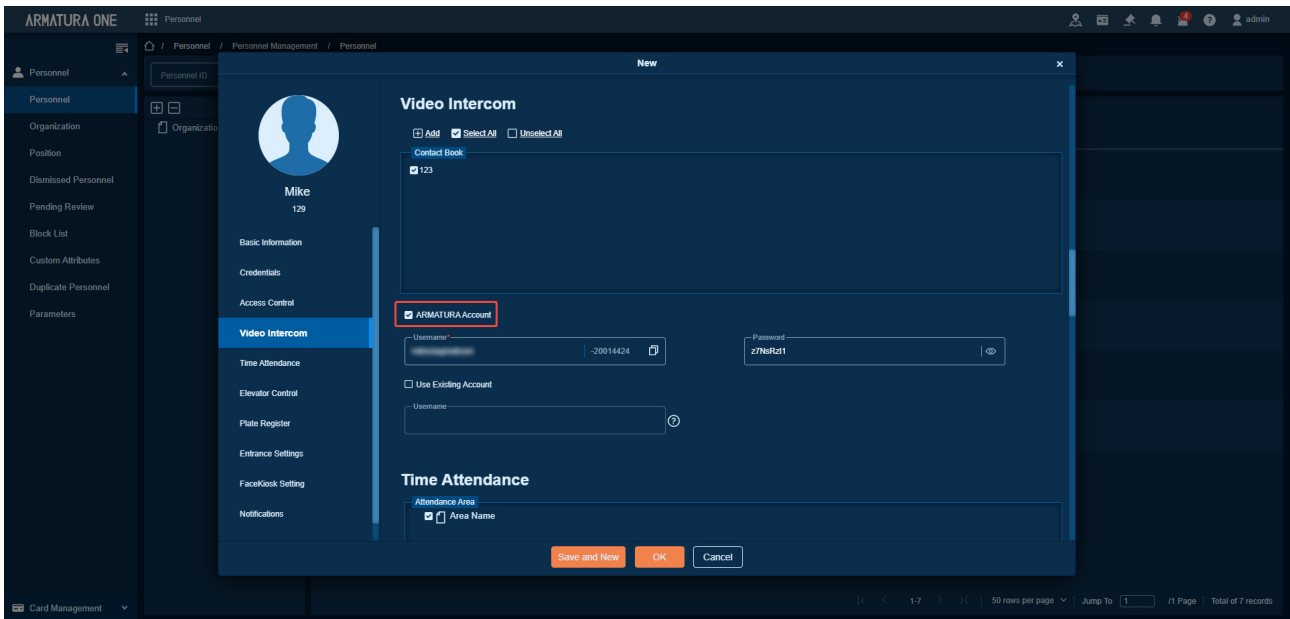 ARMATURA ONE
Personnel
4
?
admin
/ Personnel / Personnel Management / Personnel
Personnel
Personnel
Organization
Position
Dismissed Personnel
Pending Review
Block List
Custom Attributes
Duplicate Personnel
Parameters
Card Management
Personnel ID
Organizatio
New
×
Mike
129
Basic Information
Credentials
Access Control
Video Intercom
Time Attendance
Elevator Control
Plate Register
Entrance Settings
FaceKiosk Setting
Notifications
Video Intercom
Add Select All Unselect All
Contact Book
123
ARMATURA Account
Username*
-20014424
Password
z7NsRzI1
Use Existing Account
Username
?
Time Attendance
Attendance Area
Area Name
Save and New OK Cancel
|< < 1-7 > >| 50 rows per page Jump To 1 /1 Page Total of 7 records